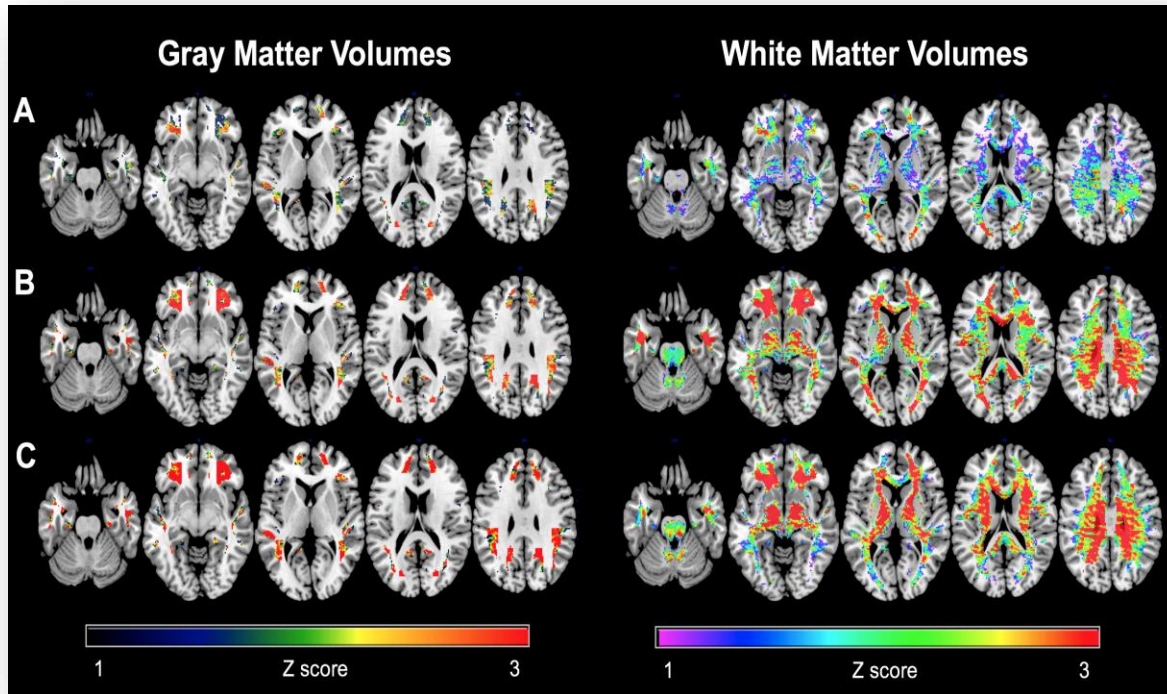 Gray Matter Volumes
White Matter Volumes
A
B
C
1 Z score 3
1 Z score 3